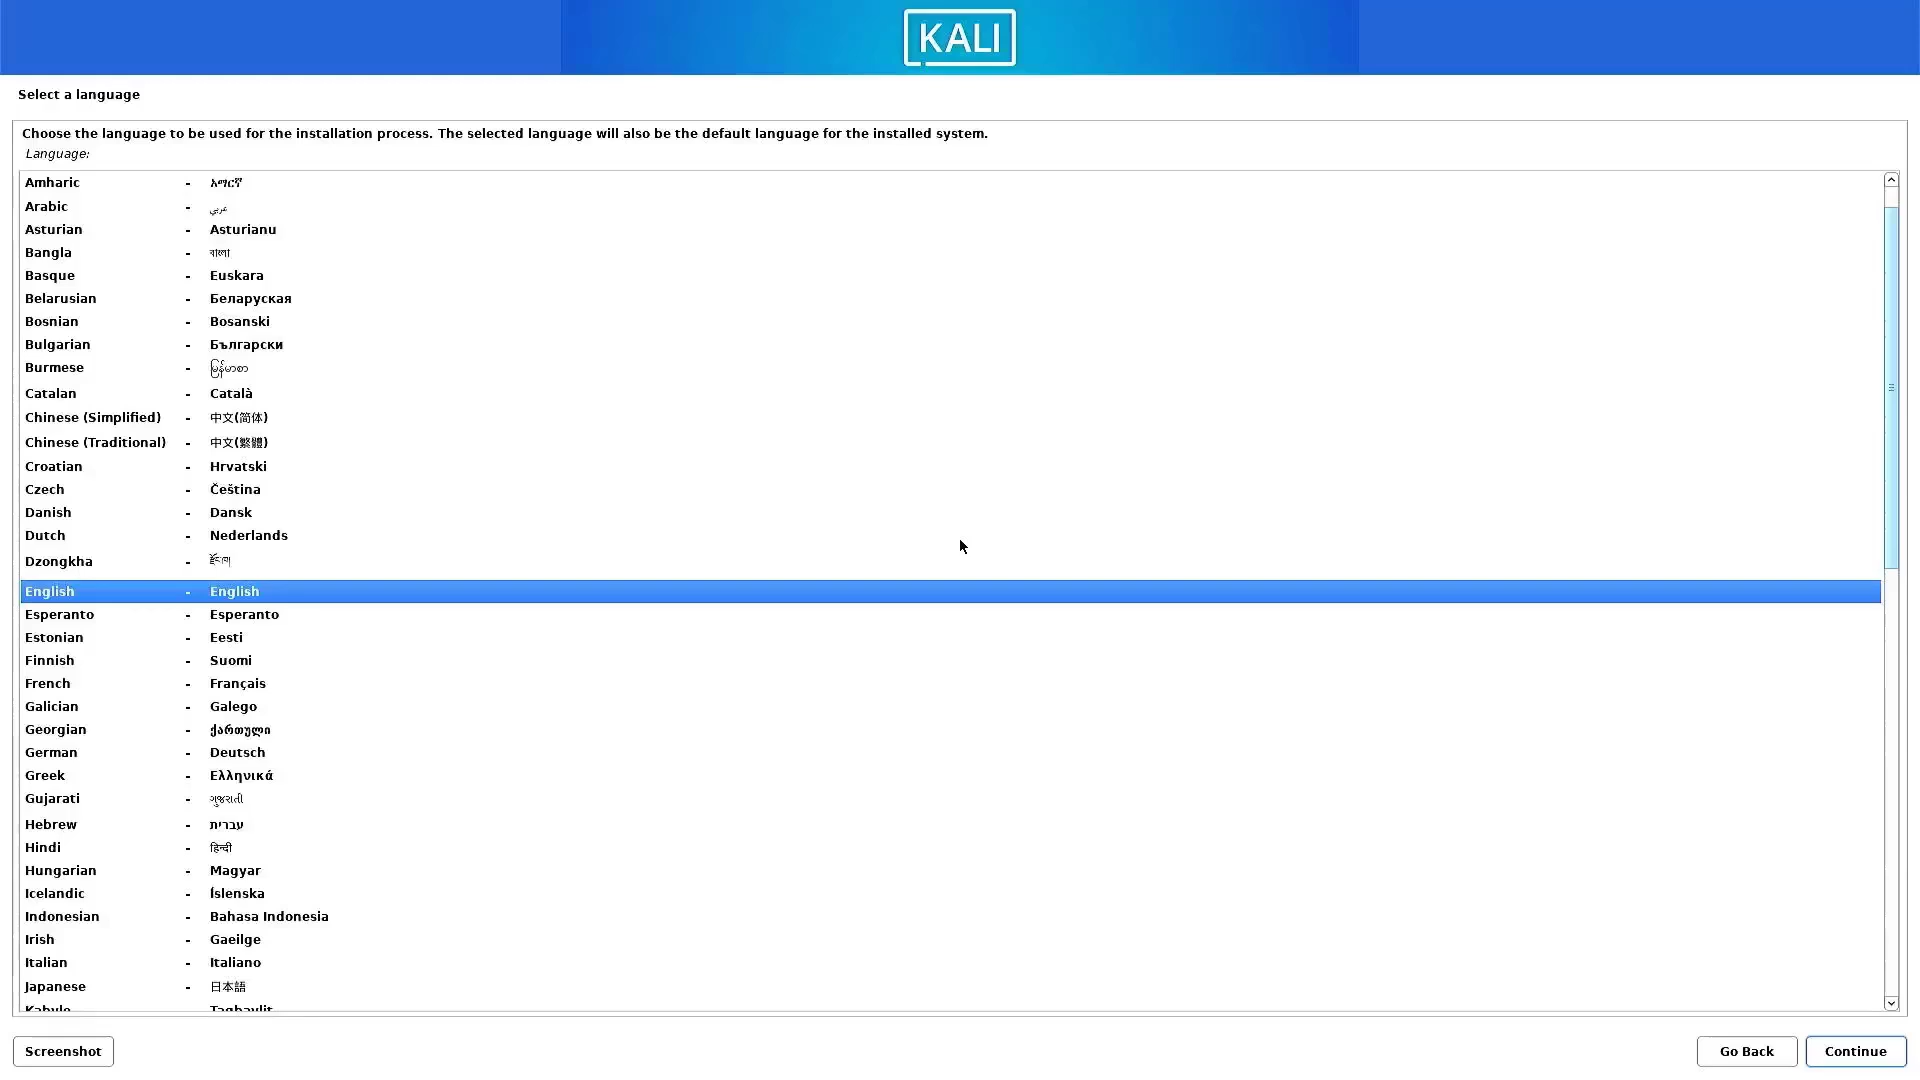 KALI
Select a language
Choose the language to be used for the installation process. The selected language will also be the default language for the installed system.
Language:
Amharic - አማርኛ
Arabic - عربي
Asturian - Asturianu
Bangla - বাংলা
Basque - Euskara
Belarusian - Беларуская
Bosnian - Bosanski
Bulgarian - Български
Burmese - မြန်မာစာ
Catalan - Català
Chinese (Simplified) - 中文(简体)
Chinese (Traditional) - 中文(繁體)
Croatian - Hrvatski
Czech - Čeština
Danish - Dansk
Dutch - Nederlands
Dzongkha - རྫོང་ཁ།
English - English
Esperanto - Esperanto
Estonian - Eesti
Finnish - Suomi
French - Français
Galician - Galego
Georgian - ქართული
German - Deutsch
Greek - Ελληνικά
Gujarati - ગુજરાતી
Hebrew - עברית
Hindi - हिन्दी
Hungarian - Magyar
Icelandic - Íslenska
Indonesian - Bahasa Indonesia
Irish - Gaeilge
Italian - Italiano
Japanese - 日本語
Kabyle - Taqbaylit
Screenshot
Go Back
Continue